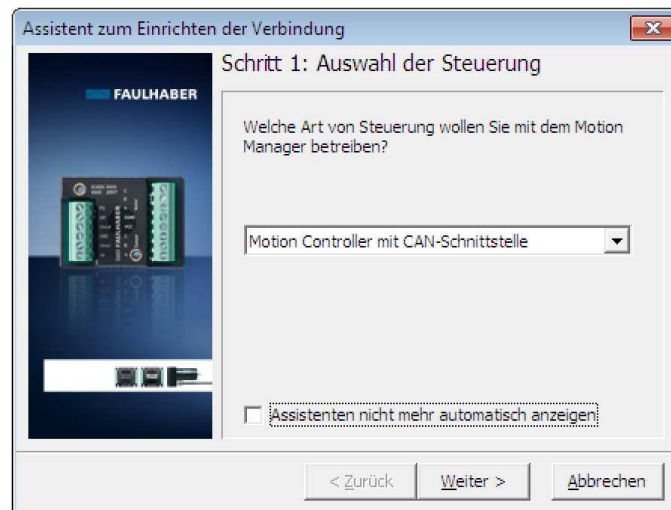 Assistent zum Einrichten der Verbindung
FAULHABER
Schritt 1: Auswahl der Steuerung
Welche Art von Steuerung wollen Sie mit dem Motion
Manager betreiben?
Motion Controller mit CAN-Schnittstelle
Assistenten nicht mehr automatisch anzeigen
< Zurück
Weiter >
Abbrechen